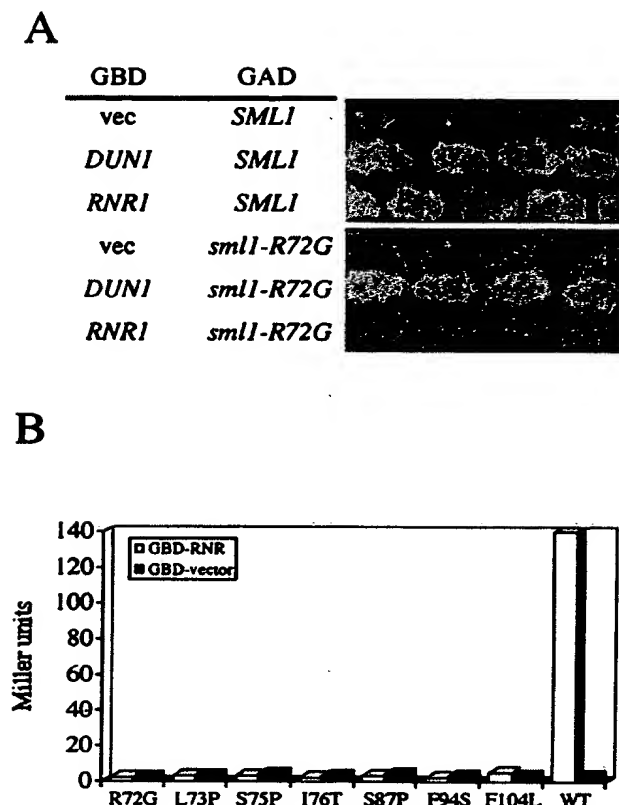 A
GBD GAD
vec SML1
DUN1 SML1
RNR1 SML1
vec sml1-R72G
DUN1 sml1-R72G
RNR1 sml1-R72G
B
140
120
100
80
60
40
20
0
Miller units
GBD-RNR
GBD-vector
R72G L73P S75P I76T S87P F94S F104L WT